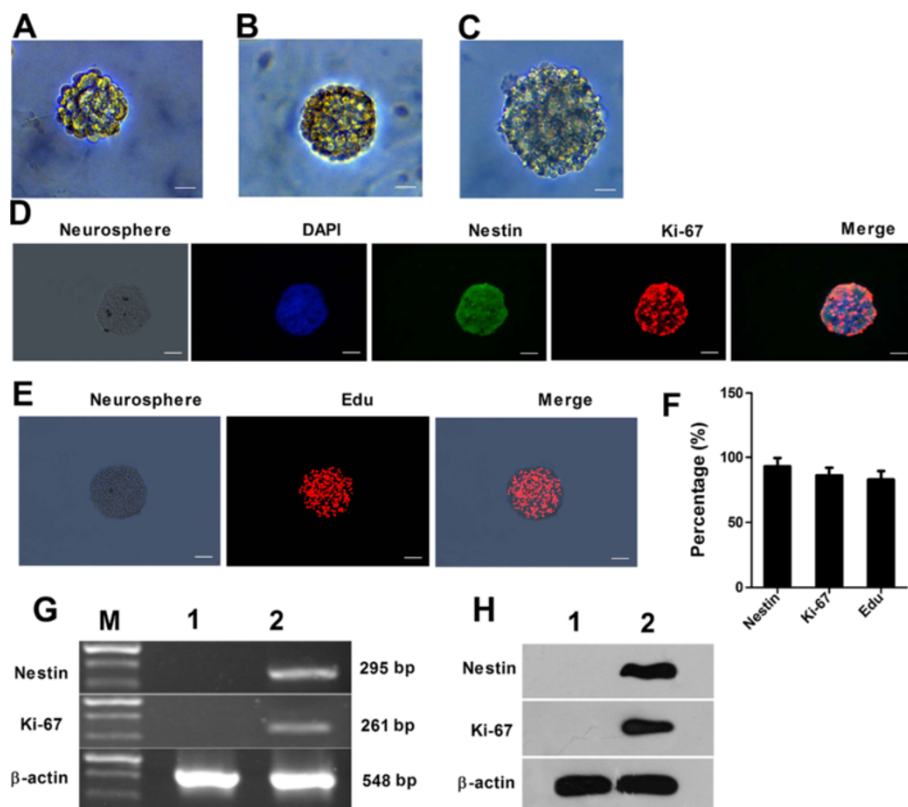 A B C
D
Neurosphere DAPI Nestin Ki-67 Merge
E
Neurosphere Edu Merge
F
150
100
50
0
Percentage (%)
Nestin Ki-67 Edu
G
M 1 2
Nestin 295 bp
Ki-67 261 bp
β-actin 548 bp
H
1 2
Nestin
Ki-67
β-actin